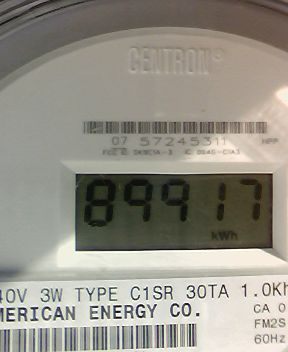 CENTRON®
07 57245311
89917
kWh
40V 3W TYPE C1SR 30TA 1.0Kh
MERICAN ENERGY CO.
CA 0
FM2S
60Hz